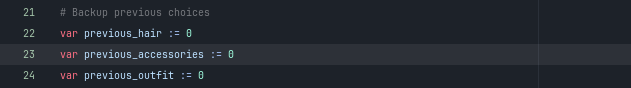 21 # Backup previous choices
22 var previous_hair := 0
23 var previous_accessories := 0
24 var previous_outfit := 0